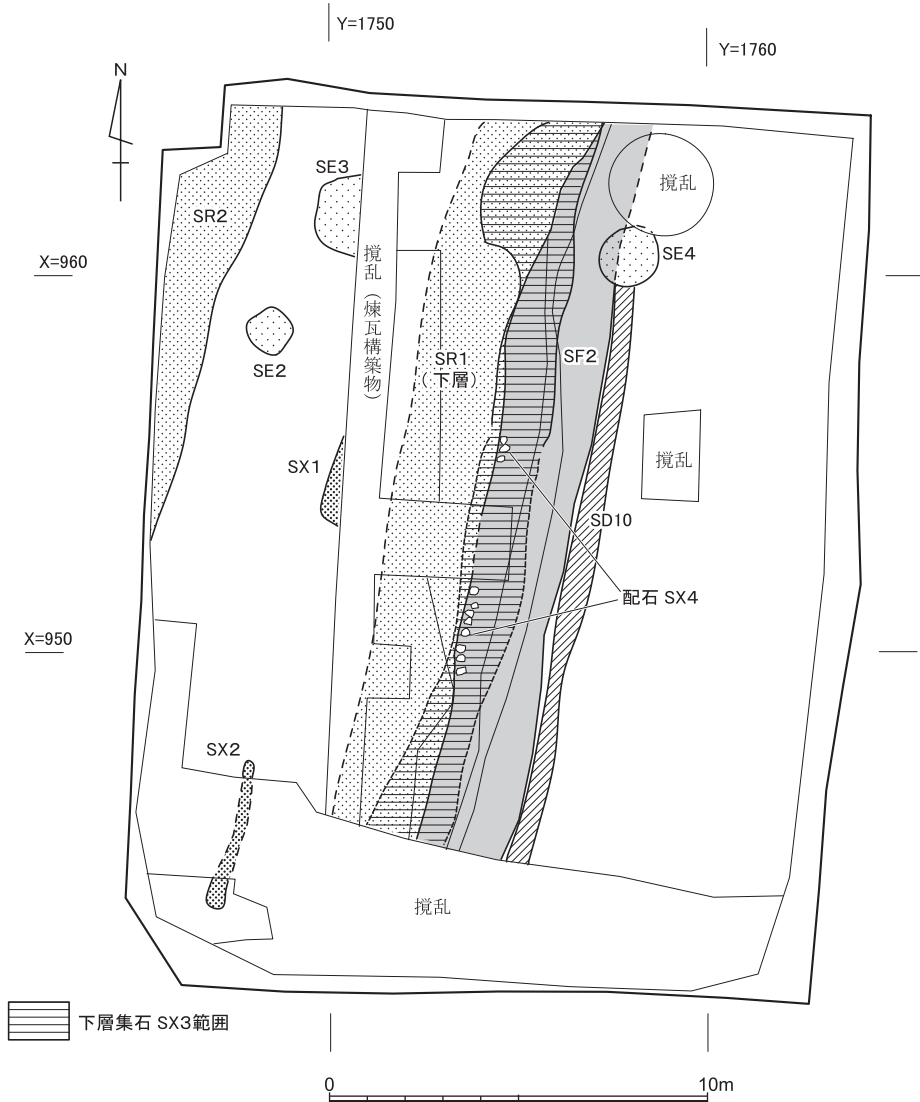 Y=1750
Y=1760
N
SE3
撹乱
SR2
SE4
X=960
撹乱（煉瓦構築物）
SR1
（下層）
SF2
SE2
撹乱
SX1
SD10
配石 SX4
X=950
SX2
撹乱
下層集石 SX3範囲
0
10m